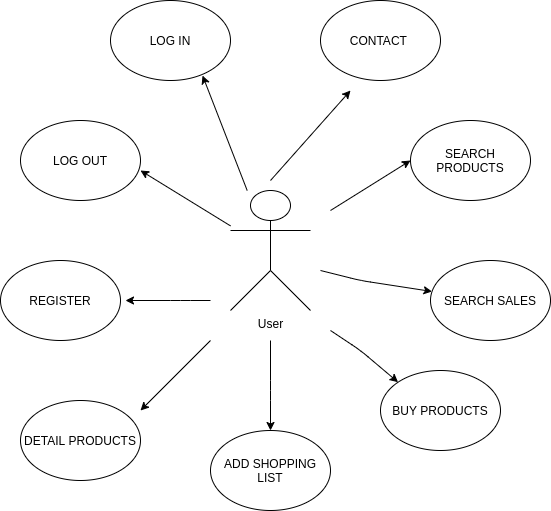 LOG IN
CONTACT
LOG OUT
SEARCH
PRODUCTS
REGISTER
SEARCH SALES
User
DETAIL PRODUCTS
BUY PRODUCTS
ADD SHOPPING
LIST